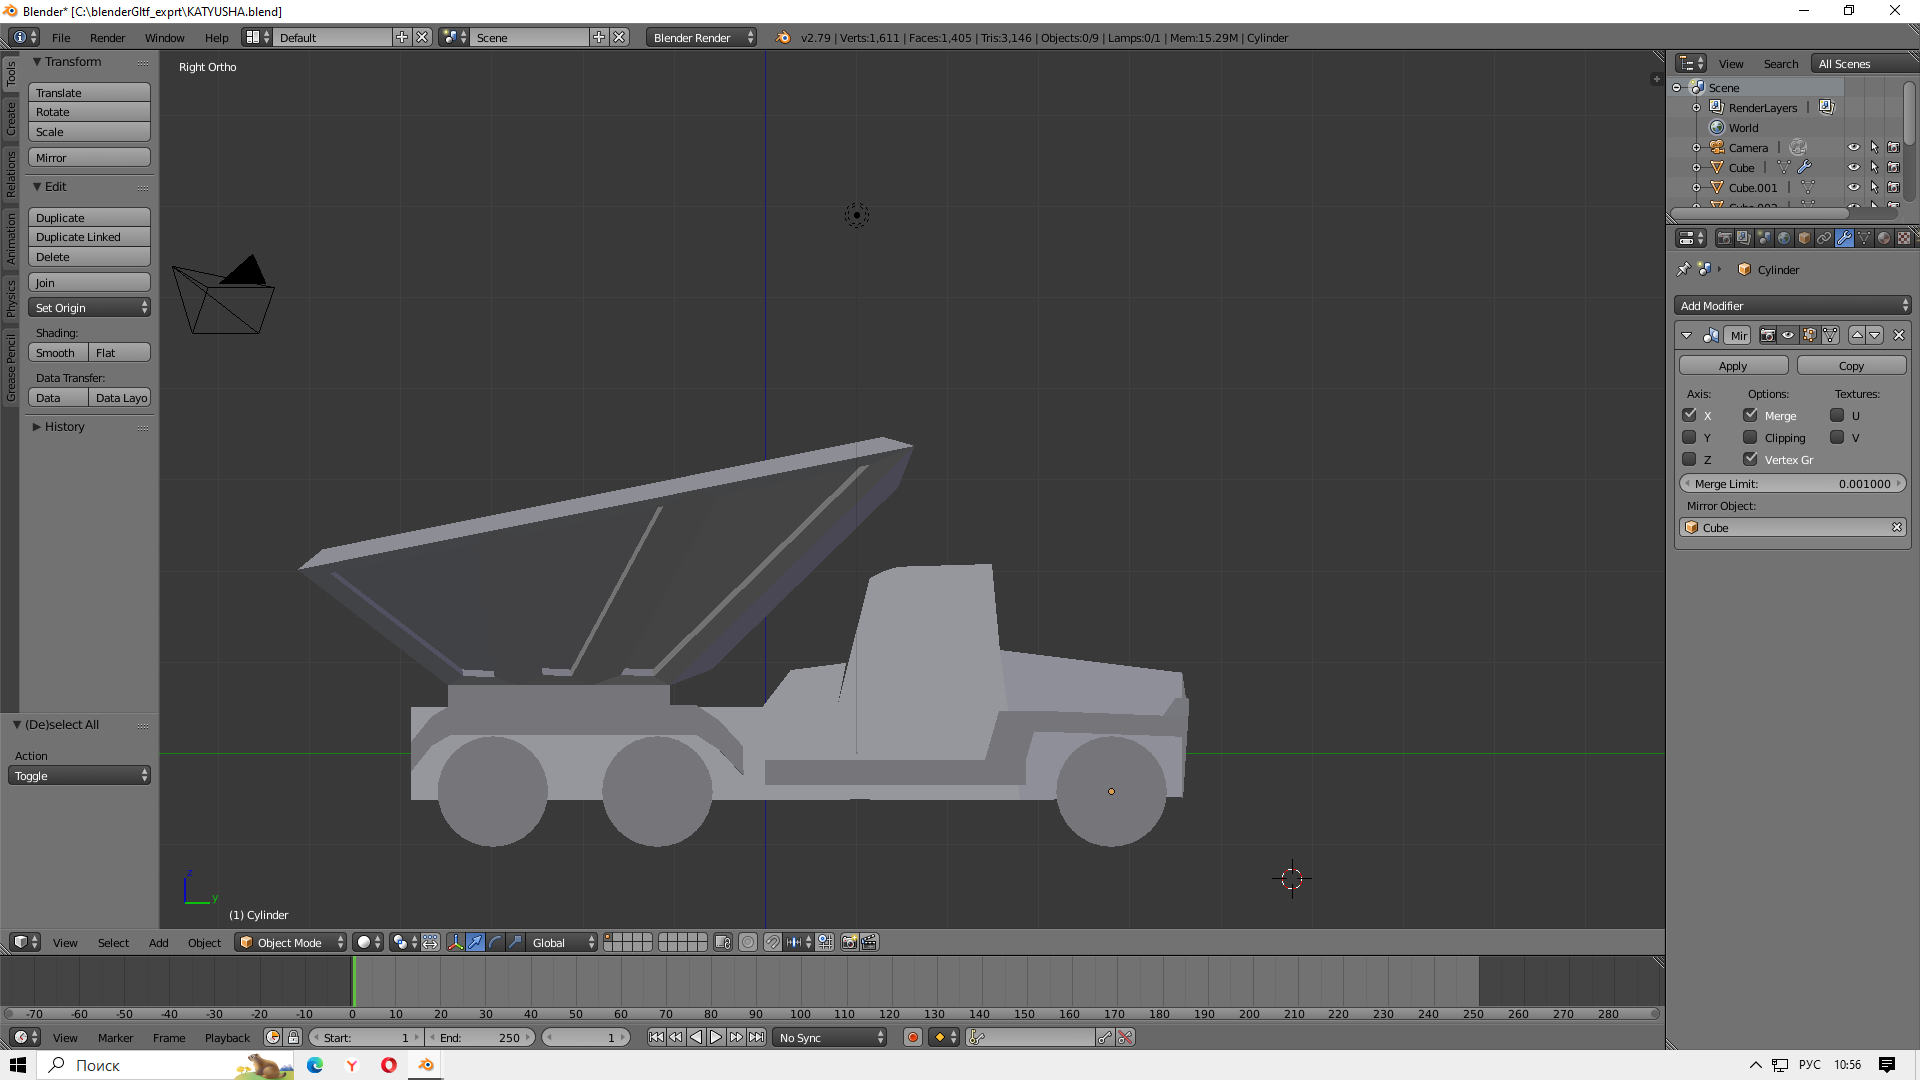 Blender* [C:\blenderGltf_exprt\KATYUSHA.blend]
File Render Window Help Default Scene Blender Render v2.79 | Verts:1,611 | Faces:1,405 | Tris:3,146 | Objects:0/9 | Lamps:0/1 | Mem:15.29M | Cylinder
Tools
Create
Relations
Animation
Physics
Grease Pencil
Transform
Translate
Rotate
Scale
Mirror
Edit
Duplicate
Duplicate Linked
Delete
Join
Set Origin
Shading:
Smooth Flat
Data Transfer:
Data Data Layo
History
(De)select All
Action
Toggle
Right Ortho
z
y
(1) Cylinder
View Search All Scenes
Scene
RenderLayers
World
Camera
Cube
Cube.001
Cylinder
Add Modifier
Mir
Apply Copy
Axis: Options: Textures:
X Merge U
Y Clipping V
Z Vertex Gr
Merge Limit: 0.001000
Mirror Object:
Cube
View Select Add Object Object Mode Global
-70 -60 -50 -40 -30 -20 -10 0 10 20 30 40 50 60 70 80 90 100 110 120 130 140 150 160 170 180 190 200 210 220 230 240 250 260 270 280
View Marker Frame Playback Start: 1 End: 250 1 No Sync
Поиск РУС 10:56